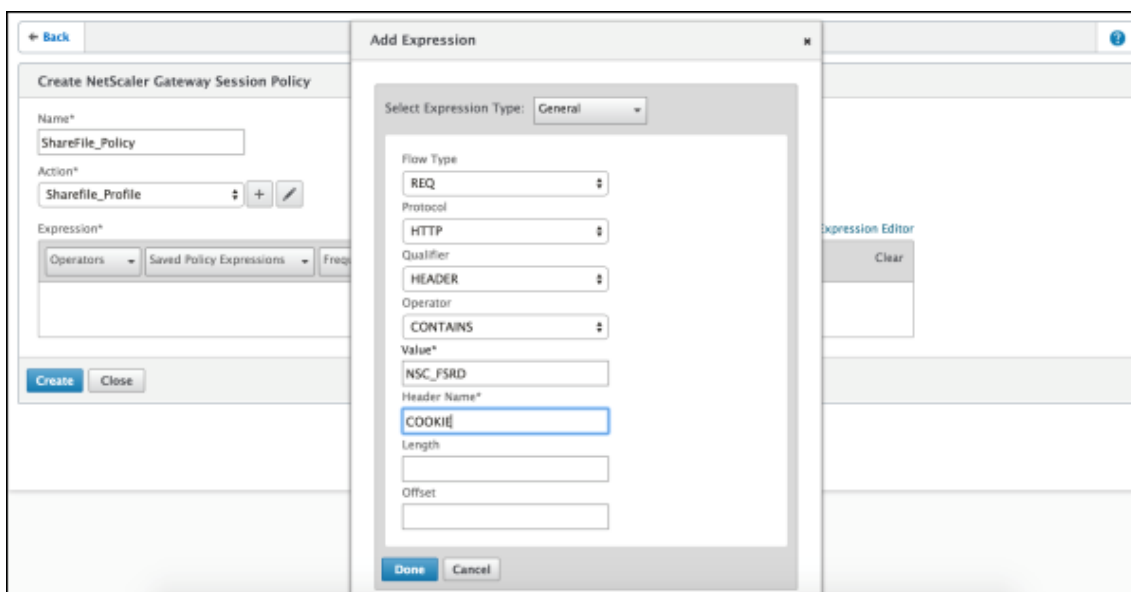 ← Back
Create NetScaler Gateway Session Policy
Name*
ShareFile_Policy
Action*
Sharefile_Profile
+
Expression*
Operators
Saved Policy Expressions
Frequ
Expression Editor
Clear
Create
Close
Add Expression
×
Select Expression Type: General
Flow Type
REQ
Protocol
HTTP
Qualifier
HEADER
Operator
CONTAINS
Value*
NSC_FSRD
Header Name*
COOKIE
Length
Offset
Done
Cancel
?